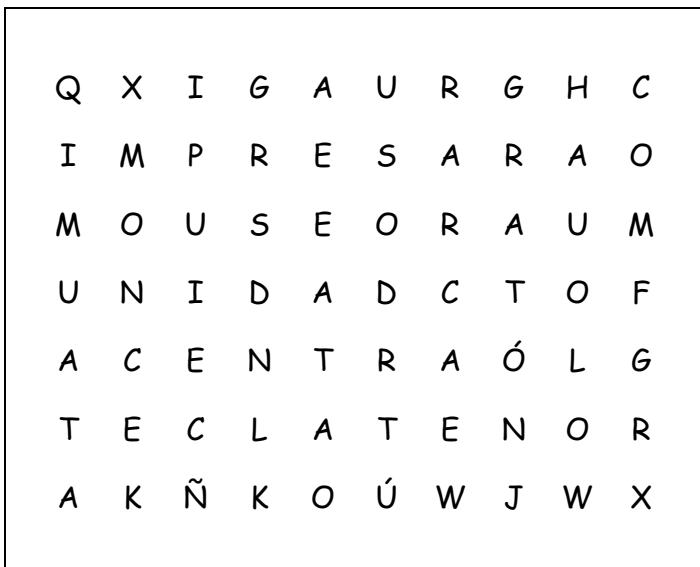 Q X I G A U R G H C
I M P R E S A R A O
M O U S E O R A U M
U N I D A D C T O F
A C E N T R A Ó L G
T E C L A T E N O R
A K Ñ K O Ú W J W X